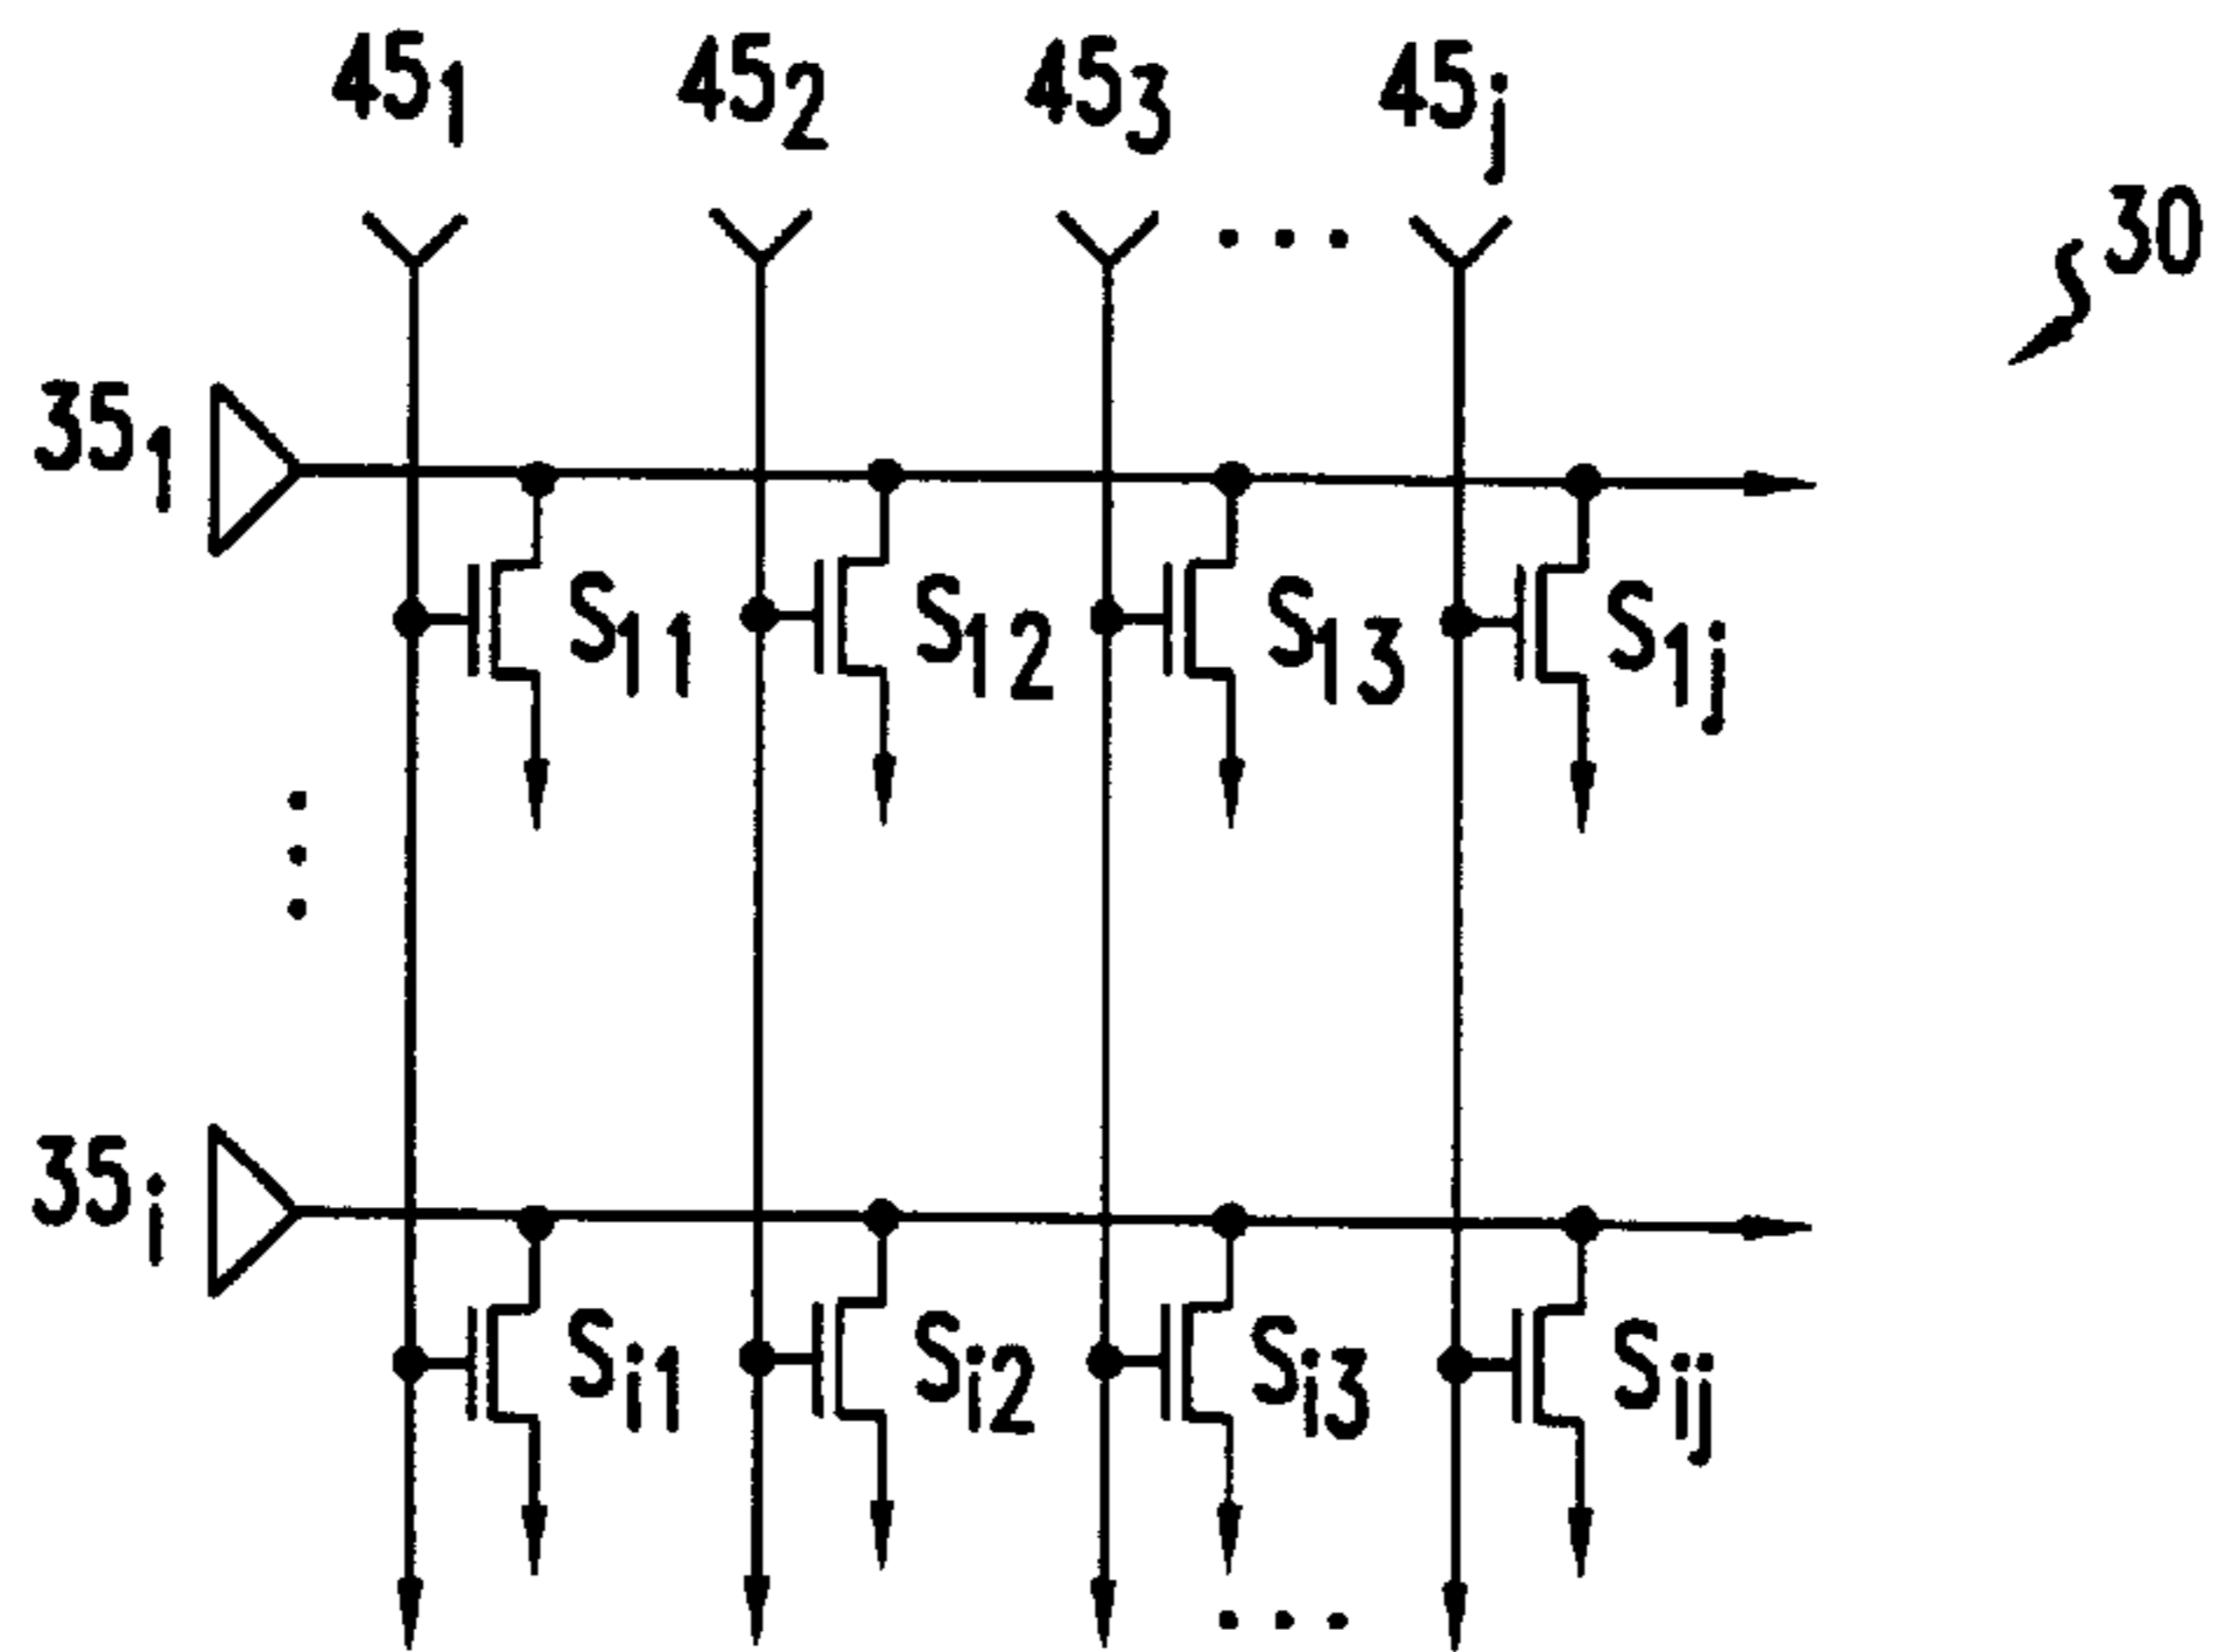 45₁ 45₂ 45₃ 45ⱼ
30
35₁
S₁₁ S₁₂ S₁₃ S₁ⱼ
35ᵢ
Sᵢ₁ Sᵢ₂ Sᵢ₃ Sᵢⱼ